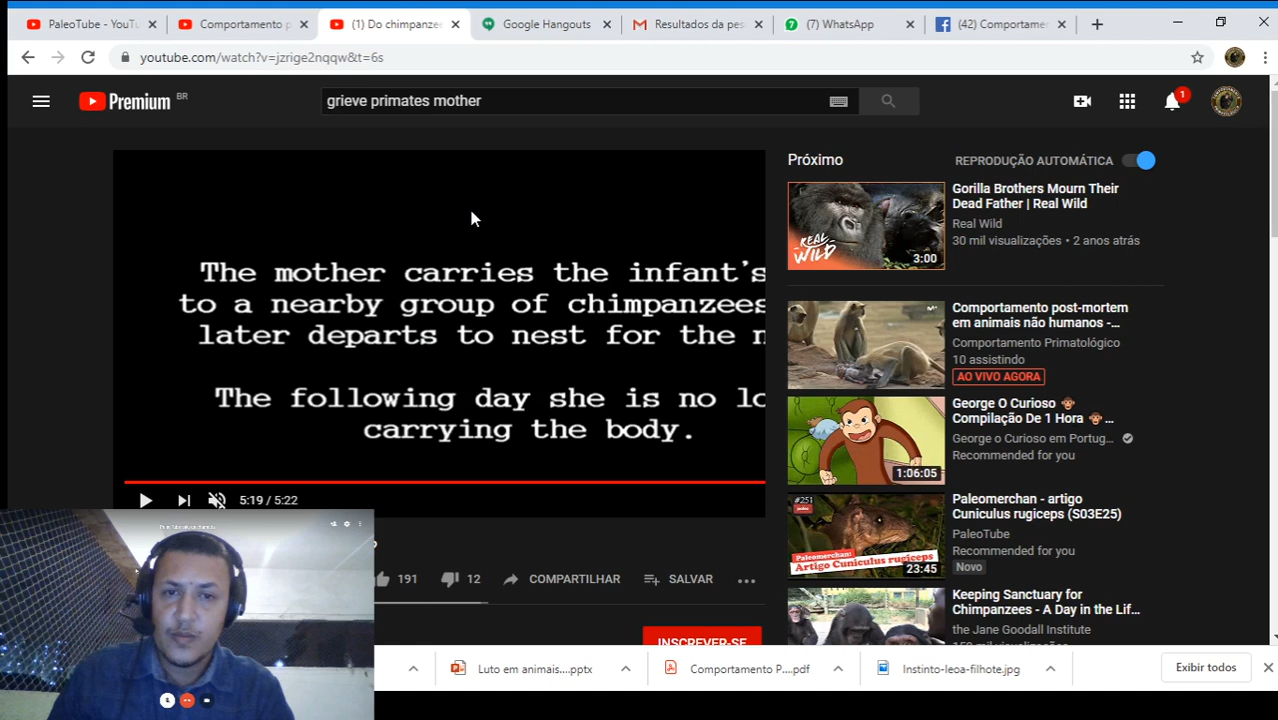 PaleoTube - YouTu
Comportamento p
(1) Do chimpanzee
Google Hangouts
Resultados da pes
(7) WhatsApp
(42) Comportamen
youtube.com/watch?v=jzrige2nqqw&t=6s
Premium BR
grieve primates mother
1
The mother carries the infant's
to a nearby group of chimpanzees
later departs to nest for the
The following day she is no lo
carrying the body.
5:19 / 5:22
191
12
COMPARTILHAR
SALVAR
INSCREVER-SE
Próximo
REPRODUÇÃO AUTOMÁTICA
REAL WILD
3:00
Gorilla Brothers Mourn Their
Dead Father | Real Wild
Real Wild
30 mil visualizações • 2 anos atrás
Comportamento post-mortem
em animais não humanos -...
Comportamento Primatológico
10 assistindo
AO VIVO AGORA
1:06:05
George O Curioso
Compilação De 1 Hora ...
George o Curioso em Portug...
Recommended for you
#251
Paleomerchan:
Artigo Cuniculus rugiceps
23:45
Paleomerchan - artigo
Cuniculus rugiceps (S03E25)
PaleoTube
Recommended for you
Novo
Keeping Sanctuary for
Chimpanzees - A Day in the Lif...
the Jane Goodall Institute
Luto em animais....pptx
Comportamento P....pdf
Instinto-leoa-filhote.jpg
Exibir todos